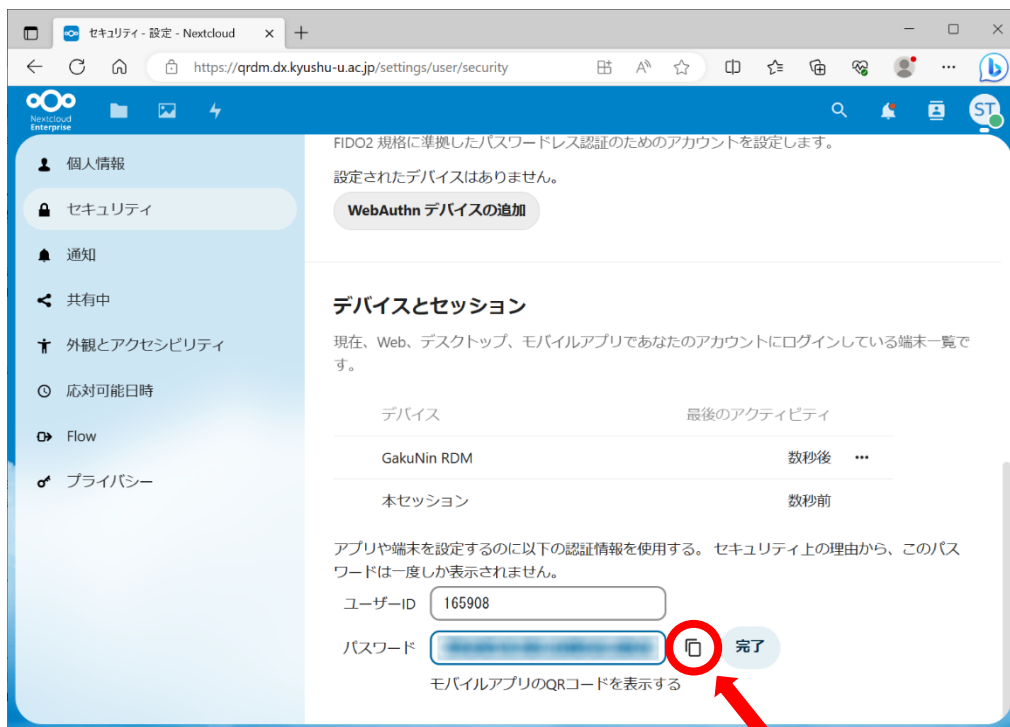 セキュリティ - 設定 - Nextcloud
https://qrdm.dx.kyushu-u.ac.jp/settings/user/security
Nextcloud
Enterprise
ST
個人情報
セキュリティ
通知
共有中
外観とアクセシビリティ
応対可能日時
Flow
プライバシー
FIDO2 規格に準拠したパスワードレス認証のためのアカウントを設定します。
設定されたデバイスはありません。
WebAuthn デバイスの追加
デバイスとセッション
現在、Web、デスクトップ、モバイルアプリであなたのアカウントにログインしている端末一覧で
す。
デバイス 最後のアクティビティ
GakuNin RDM 数秒後
本セッション 数秒前
アプリや端末を設定するのに以下の認証情報を使用する。 セキュリティ上の理由から、このパス
ワードは一度しか表示されません。
ユーザーID 165908
パスワード 完了
モバイルアプリのQRコードを表示する